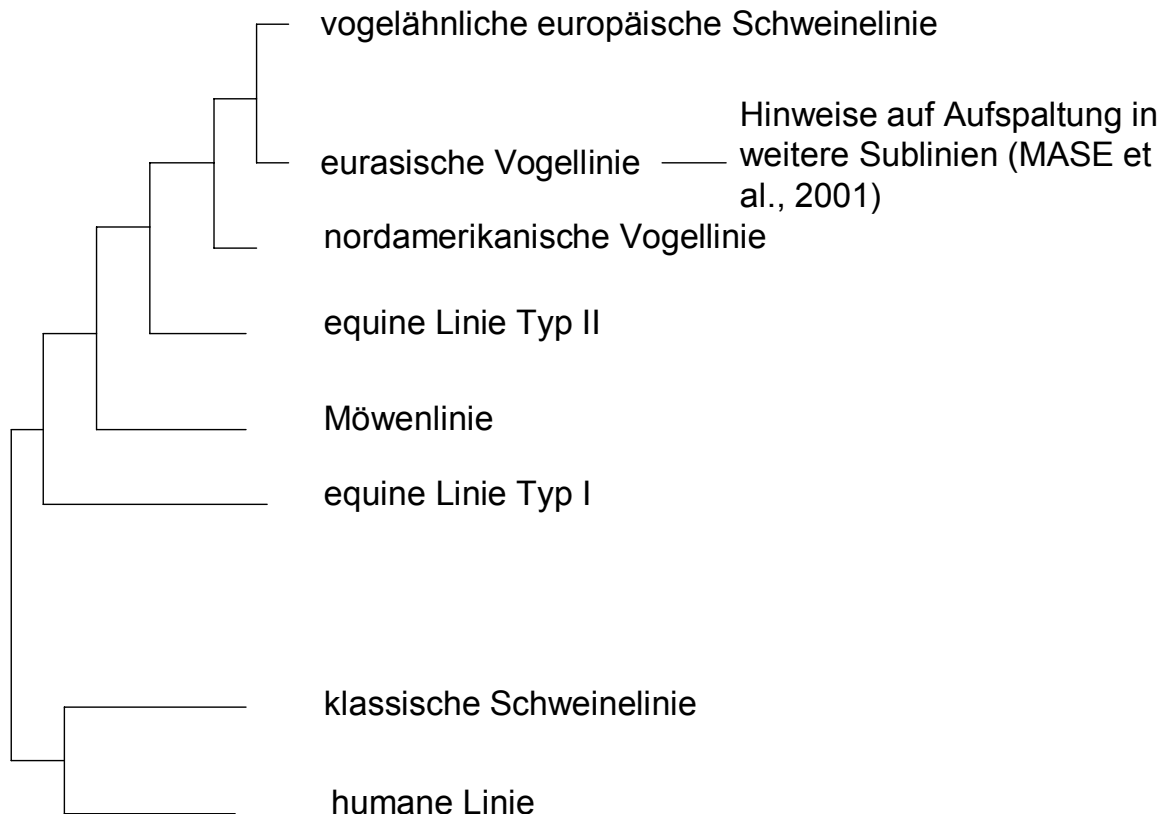 vogelähnliche europäische Schweinelinie
eurasische Vogellinie
Hinweise auf Aufspaltung in
weitere Sublinien (MASE et
al., 2001)
nordamerikanische Vogellinie
equine Linie Typ II
Möwenlinie
equine Linie Typ I
klassische Schweinelinie
humane Linie